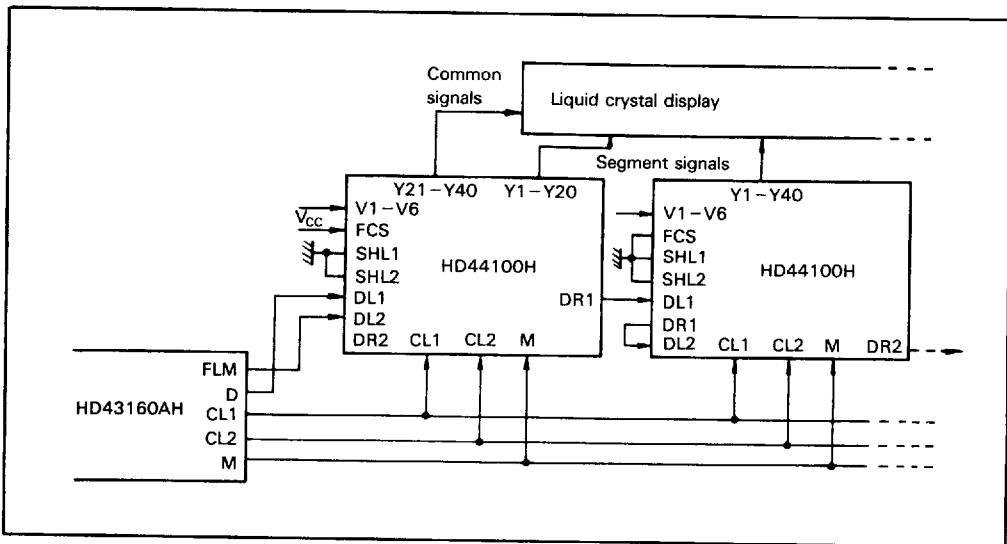 Common
signals
Liquid crystal display
Segment signals
Y21-Y40 Y1-Y20
VCC
V1-V6
FCS
SHL1
SHL2
DL1
DL2
DR2 CL1 CL2 M
HD44100H
DR1
Y1-Y40
V1-V6
FCS
SHL1
SHL2
DL1
DR1
DL2 CL1 CL2 M DR2
HD44100H
HD43160AH
FLM
D
CL1
CL2
M